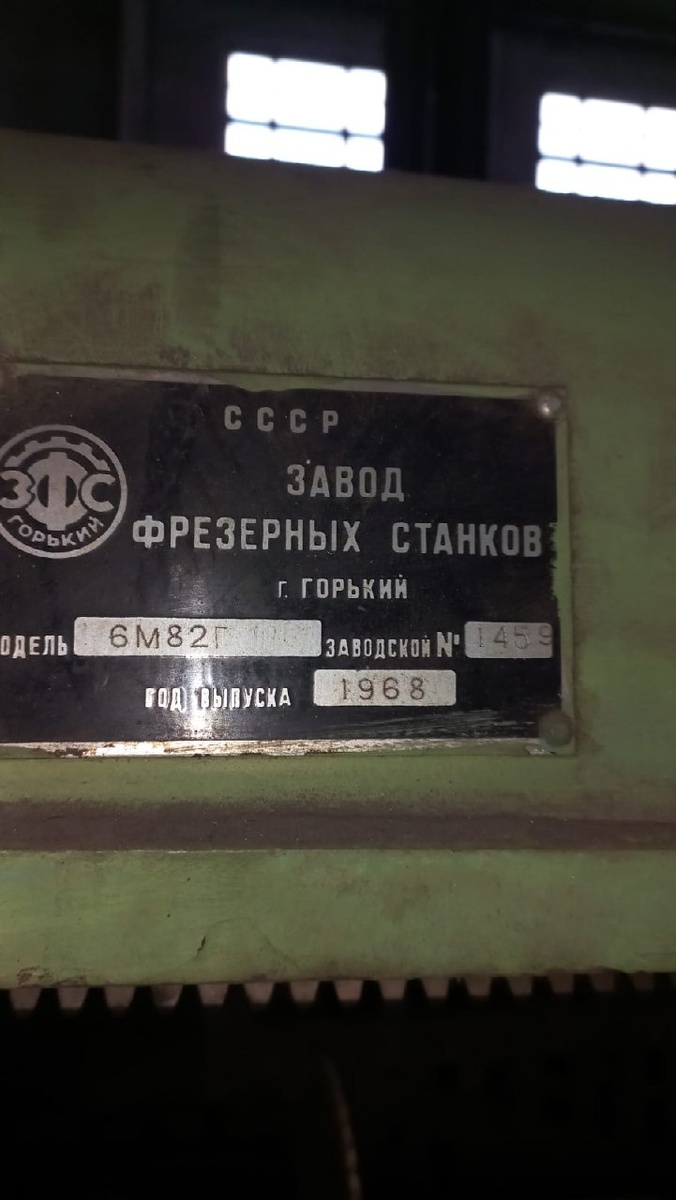 СССР
ЗАВОД
ФРЕЗЕРНЫХ СТАНКОВ
г. ГОРЬКИЙ
ЗФС
ГОРЬКИЙ
ОДЕЛЬ 6М82Г ЗАВОДСКОЙ № 1459
ГОД ВЫПУСКА 1968